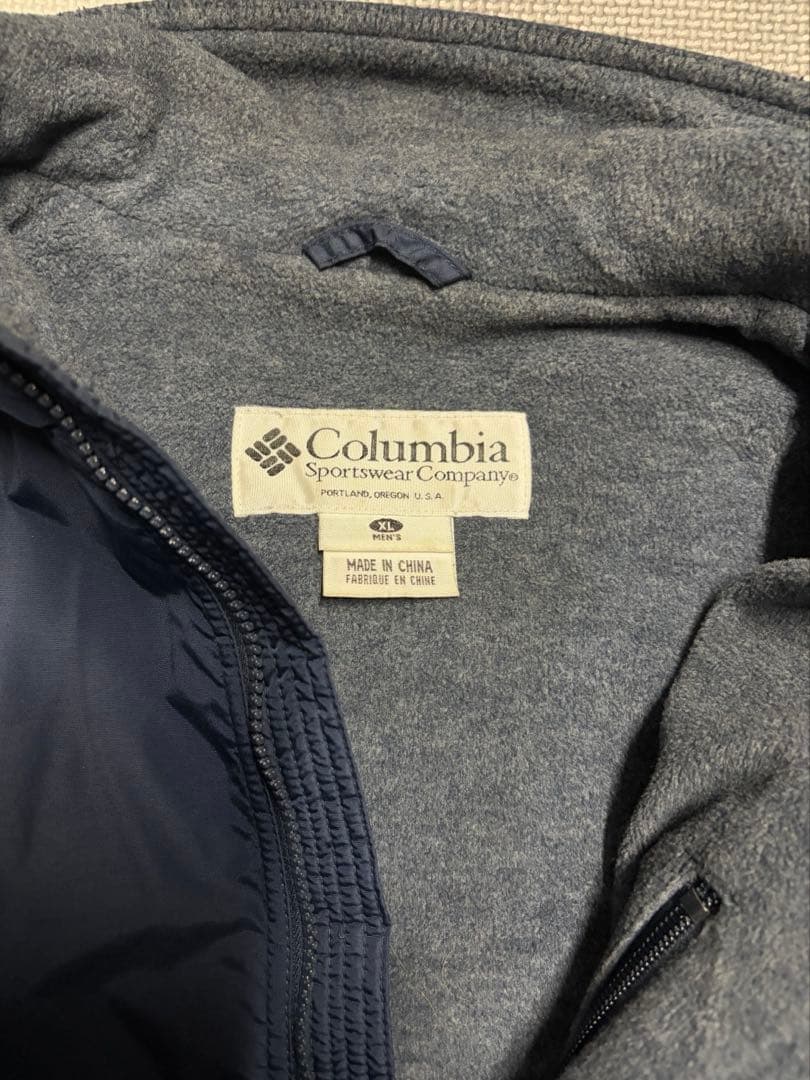 Columbia
Sportswear Company®
PORTLAND, OREGON U.S.A.
XL
MEN'S
MADE IN CHINA
FABRIQUE EN CHINE